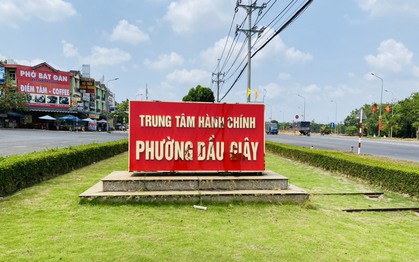 PHỞ BÁT ĐÀN
ĐIỂM TÂM - COFFEE
TRUNG TÂM HÀNH CHÍNH
PHƯỜNG DẦU GIÂY